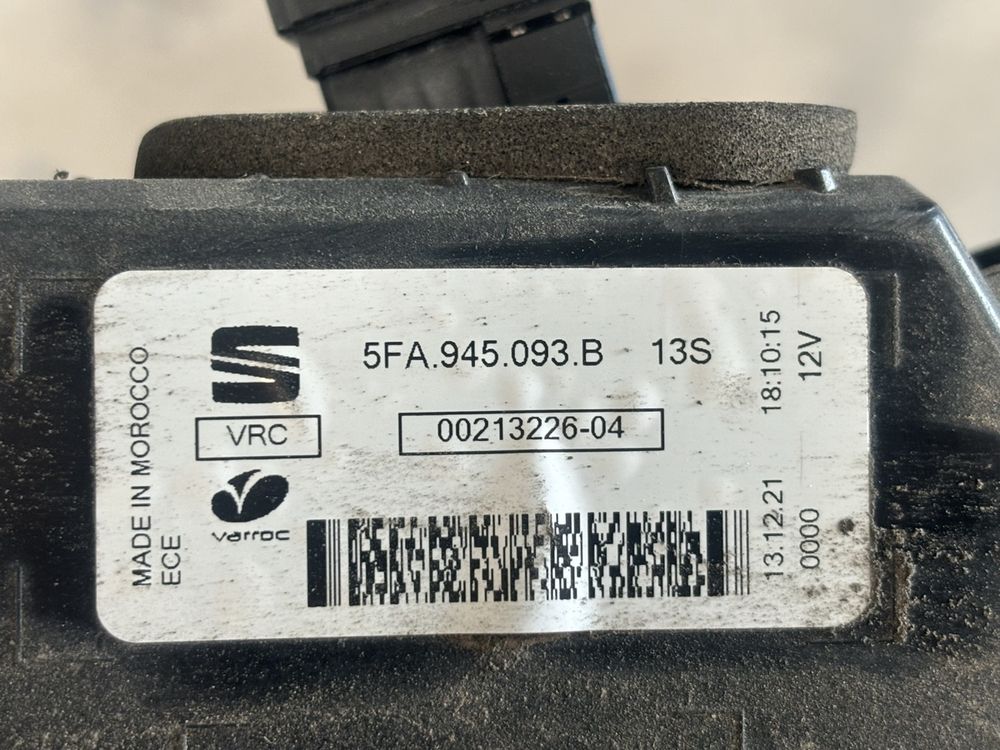 5FA.945.093.B 13S
VRC
00213226-04
varroc
MADE IN MOROCCO
ECE
13.12.21 18:10:15
0000 12V